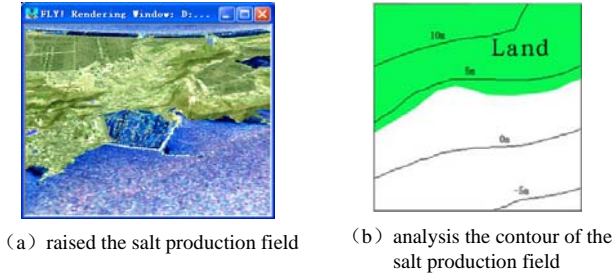 FLY! Rendering Window: D:...
10m
Land
5m
0m
-5m
（a）raised the salt production field
（b）analysis the contour of the
salt production field